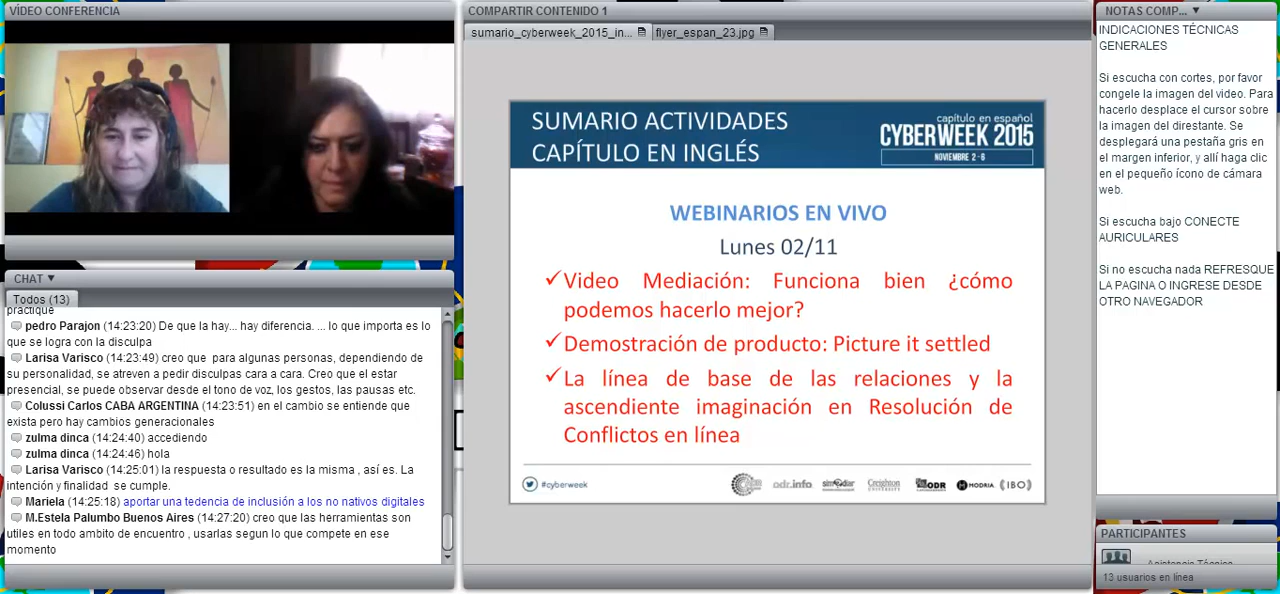 VÍDEO CONFERENCIA
CHAT
Todos (13)
practique
pedro Parajon (14:23:20) De que la hay... hay diferencia. ... lo que importa es lo
que se logra con la disculpa
Larisa Varisco (14:23:49) creo que para algunas personas, dependiendo de
su personalidad, se atreven a pedir disculpas cara a cara. Creo que el estar
presencial, se puede observar desde el tono de voz, los gestos, las pausas etc.
Colussi Carlos CABA ARGENTINA (14:23:51) en el cambio se entiende que
exista pero hay cambios generacionales
zulma dinca (14:24:40) accediendo
zulma dinca (14:24:46) hola
Larisa Varisco (14:25:01) la respuesta o resultado es la misma , así es. La
intención y finalidad se cumple.
Mariela (14:25:18) aportar una tedencia de inclusión a los no nativos digitales
M.Estela Palumbo Buenos Aires (14:27:20) creo que las herramientas son
utiles en todo ambito de encuentro , usarlas segun lo que compete en ese
momento
COMPARTIR CONTENIDO 1
sumario_cyberweek_2015_in... flyer_espan_23.jpg
SUMARIO ACTIVIDADES
CAPÍTULO EN INGLÉS
capítulo en español
CYBERWEEK 2015
NOVIEMBRE 2-6
WEBINARIOS EN VIVO
Lunes 02/11
Video Mediación: Funciona bien ¿cómo
podemos hacerlo mejor?
Demostración de producto: Picture it settled
La línea de base de las relaciones y la
ascendiente imaginación en Resolución de
Conflictos en línea
#cyberweek
odr.info Creighton ODR MODRIA (IBO)
NOTAS COMP...
INDICACIONES TÉCNICAS
GENERALES
Si escucha con cortes, por favor
congele la imagen del video. Para
hacerlo desplace el cursor sobre
la imagen del direstante. Se
desplegará una pestaña gris en
el margen inferior, y allí haga clic
en el pequeño ícono de cámara
web.
Si escucha bajo CONECTE
AURICULARES
Si no escucha nada REFRESQUE
LA PAGINA O INGRESE DESDE
OTRO NAVEGADOR
PARTICIPANTES
Asistencia Técnica
13 usuarios en línea